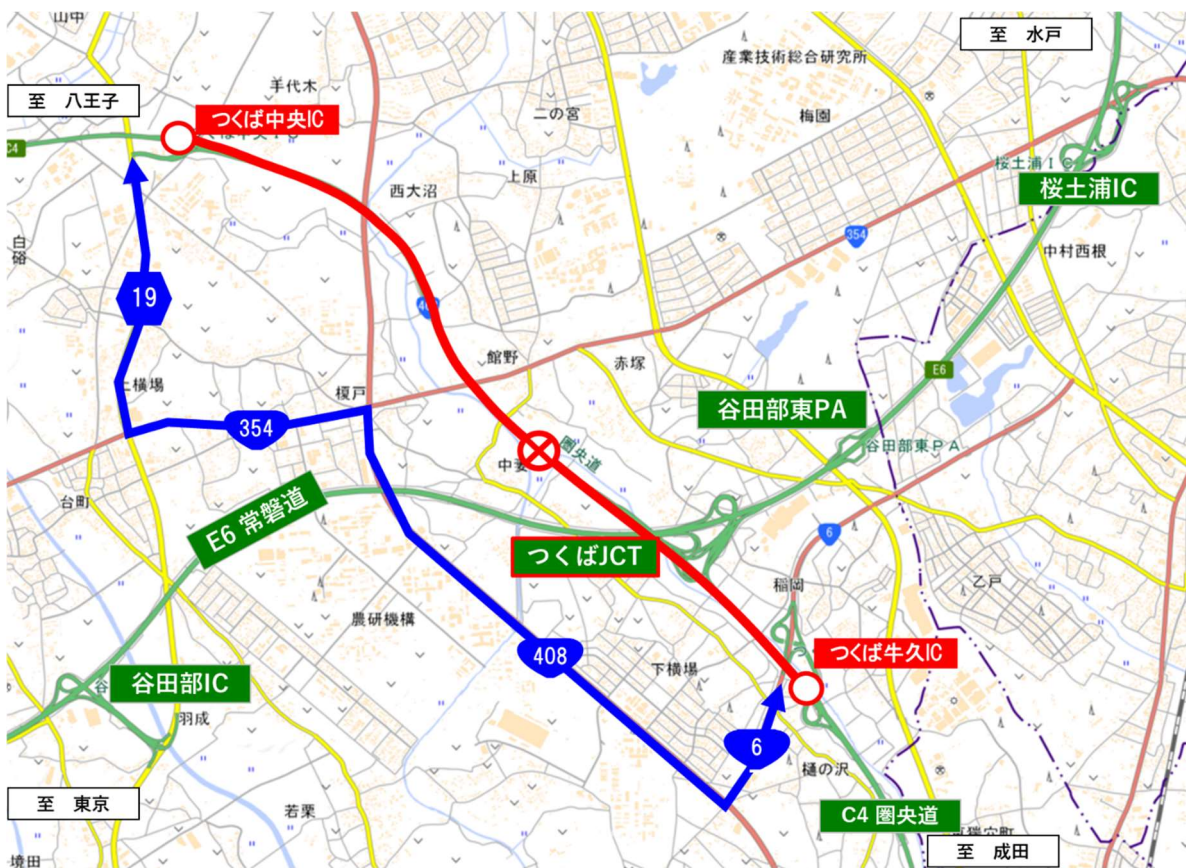 山中
至 水戸
産業技術総合研究所
手代木
至 八王子
つくば中央IC
二の宮
梅園
C4
桜土浦IC
桜土浦IC
西大沼
上原
354
中村西根
19
館野
赤塚
E6
榎戸
上横場
谷田部東PA
354
圏央道
谷田部東PA
中妻
台町
E6 常磐道
つくばJCT
6
稲岡
乙戸
農研機構
408
下横場
つくば牛久IC
谷田部IC
羽成
6
樋の沢
至 東京
若栗
C4 圏央道
至 成田
境田